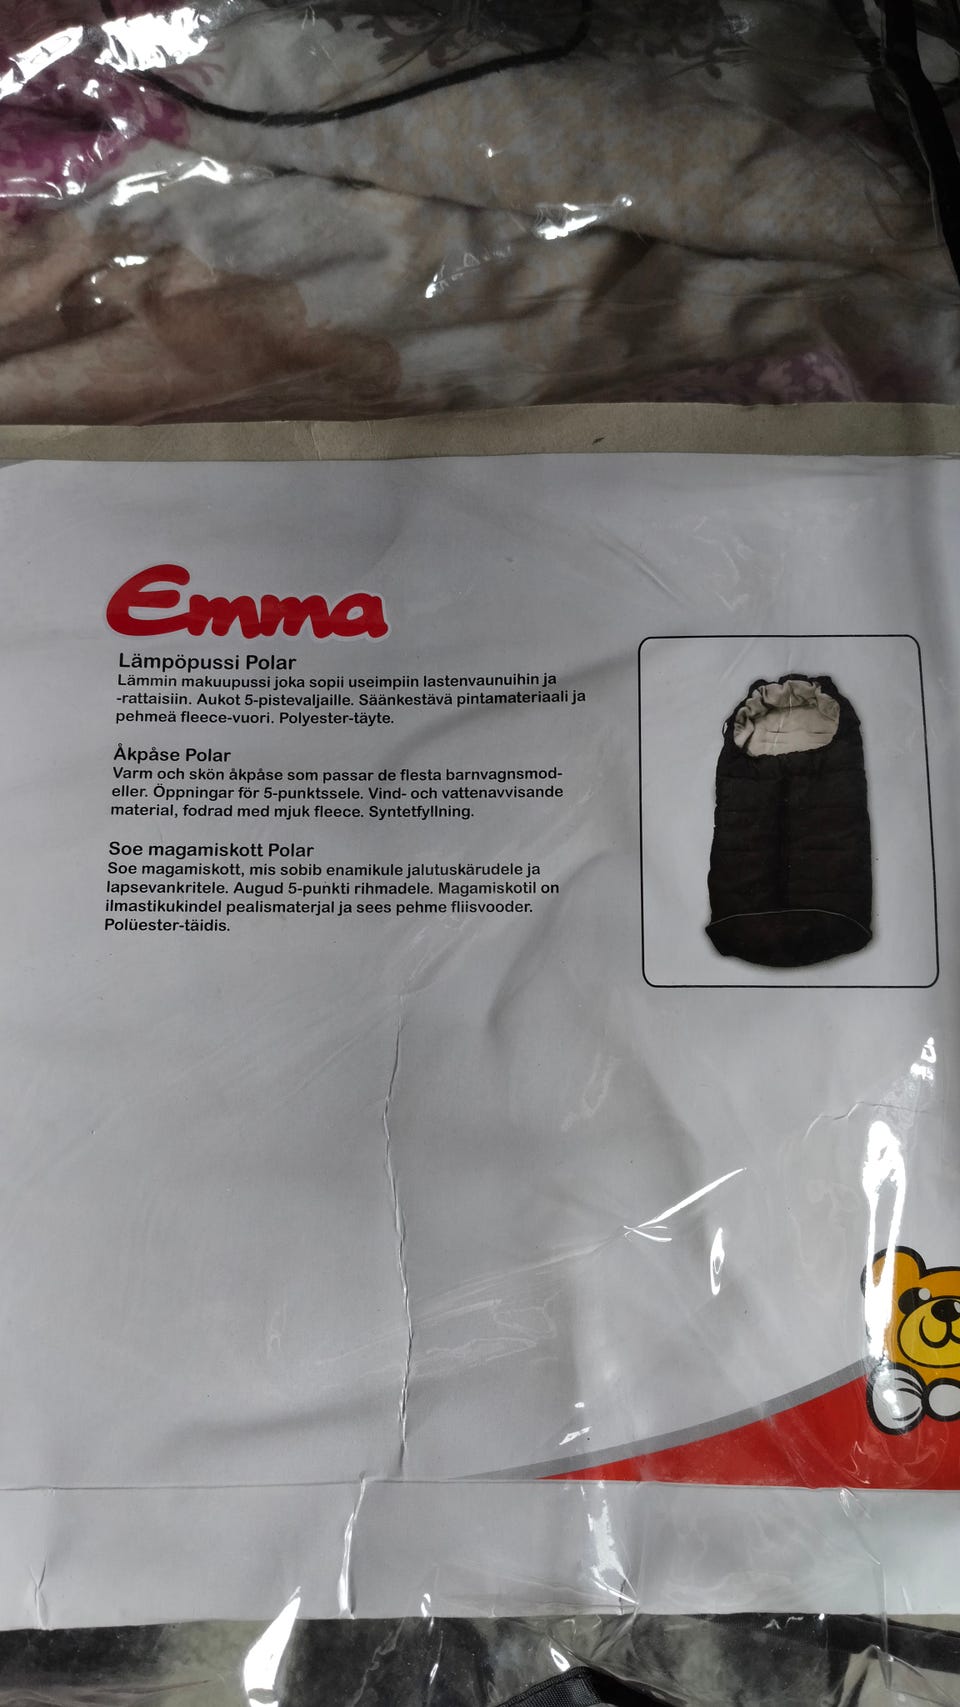 Emma
Lämpöpussi Polar
Lämmin makuupussi joka sopii useimpiin lastenvaunuihin ja
-rattaisiin. Aukot 5-pistevaljaille. Säänkestävä pintamateriaali ja
pehmeä fleece-vuori. Polyester-täyte.
Åkpåse Polar
Varm och skön åkpåse som passar de flesta barnvagnsmod-
eller. Öppningar för 5-punktssele. Vind- och vattenavvisande
material, fodrad med mjuk fleece. Syntetfyllning.
Soe magamiskott Polar
Soe magamiskott, mis sobib enamikule jalutuskärudele ja
lapsevankritele. Augud 5-punkti rihmadele. Magamiskotil on
ilmastikukindel pealismaterjal ja sees pehme fliisvooder.
Polüester-täidis.